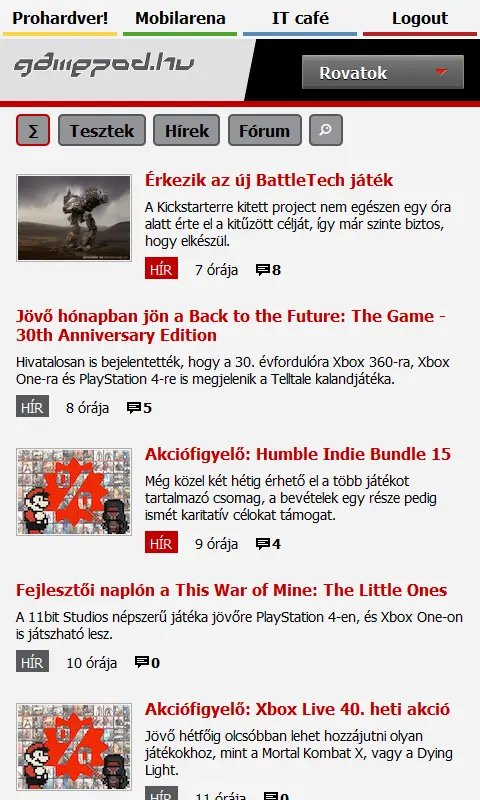 Prohardver! Mobilarena IT café Logout
gamepod.hu
Rovatok
Σ Tesztek Hírek Fórum
Érkezik az új BattleTech játék
A Kickstarterre kitett project nem egészen egy óra
alatt érte el a kitűzött célját, így már szinte biztos,
hogy elkészül.
HÍR 7 órája 8
Jövő hónapban jön a Back to the Future: The Game -
30th Anniversary Edition
Hivatalosan is bejelentették, hogy a 30. évfordulóra Xbox 360-ra, Xbox
One-ra és PlayStation 4-re is megjelenik a Telltale kalandjátéka.
HÍR 8 órája 5
Akciófigyelő: Humble Indie Bundle 15
Még közel két hétig érhető el a több játékot
tartalmazó csomag, a bevételek egy része pedig
ismét karitatív célokat támogat.
HÍR 9 órája 4
Fejlesztői naplón a This War of Mine: The Little Ones
A 11bit Studios népszerű játéka jövőre PlayStation 4-en, és Xbox One-on
is játszható lesz.
HÍR 10 órája 0
Akciófigyelő: Xbox Live 40. heti akció
Jövő hétfőig olcsóbban lehet hozzájutni olyan
játékokhoz, mint a Mortal Kombat X, vagy a Dying
Light.
HÍR 11 órája 0